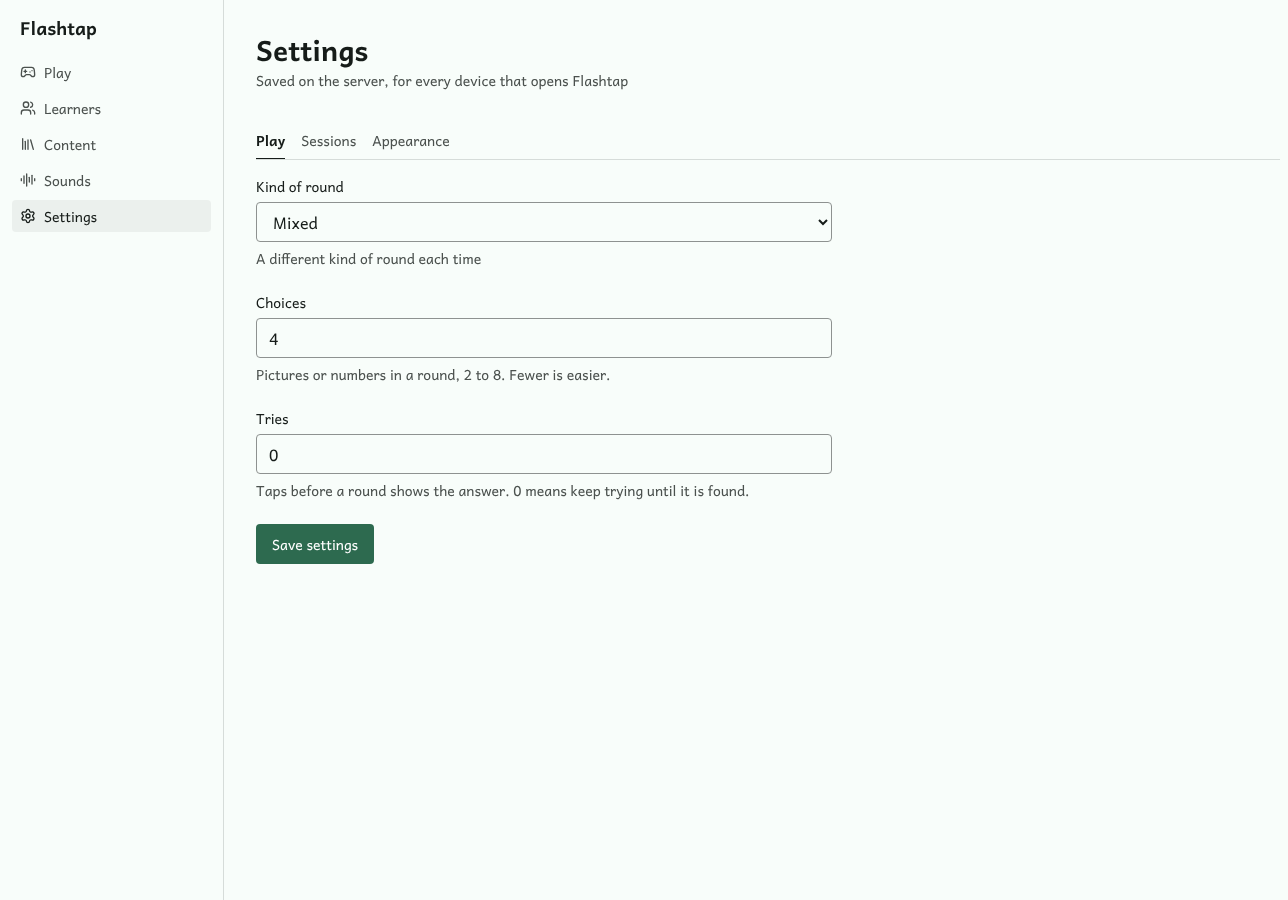 Flashtap
Play
Learners
Content
Sounds
Settings
Settings
Saved on the server, for every device that opens Flashtap
Play Sessions Appearance
Kind of round
Mixed
A different kind of round each time
Choices
4
Pictures or numbers in a round, 2 to 8. Fewer is easier.
Tries
0
Taps before a round shows the answer. 0 means keep trying until it is found.
Save settings